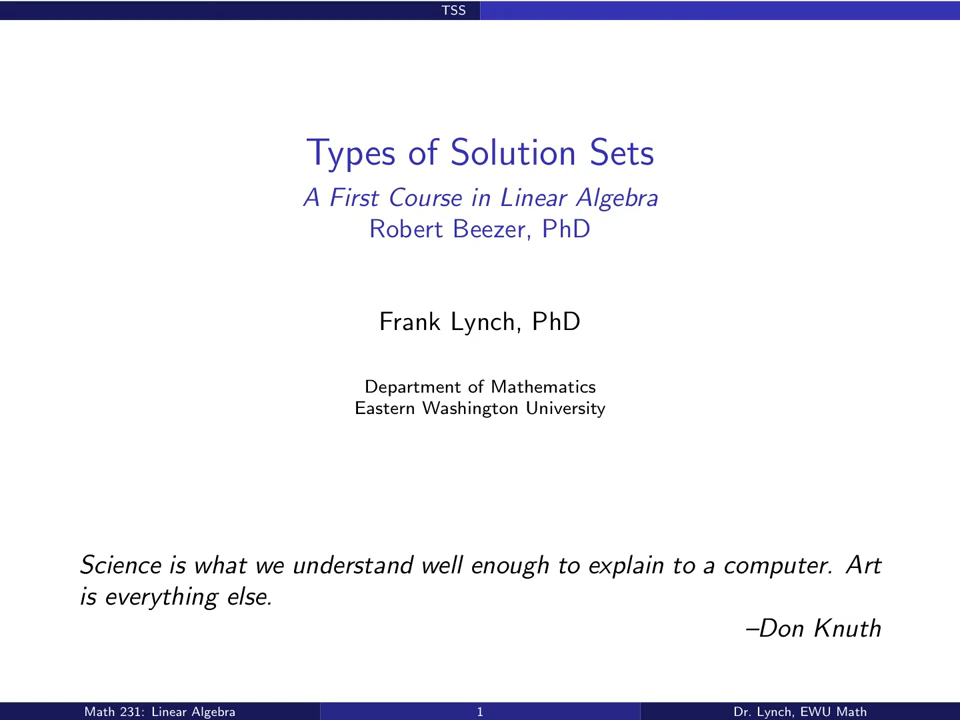 TSS
Types of Solution Sets
A First Course in Linear Algebra
Robert Beezer, PhD
Frank Lynch, PhD
Department of Mathematics
Eastern Washington University
Science is what we understand well enough to explain to a computer. Art
is everything else.
–Don Knuth
Math 231: Linear Algebra
1
Dr. Lynch, EWU Math